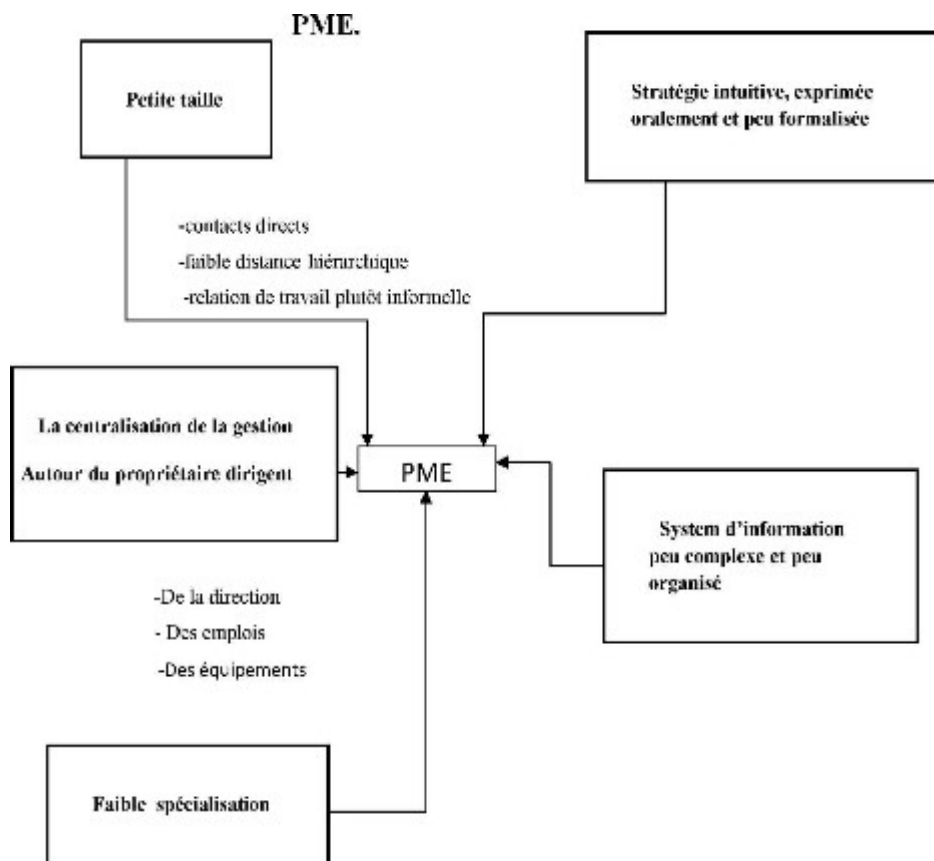 PME.
Petite taille
Stratégie intuitive, exprimée
oralement et peu formalisée
-contacts directs
-faible distance hiérarchique
-relation de travail plutôt informelle
La centralisation de la gestion
Autour du propriétaire dirigent
PME
System d’information
peu complexe et peu
organisé
-De la direction
- Des emplois
-Des équipements
Faible spécialisation